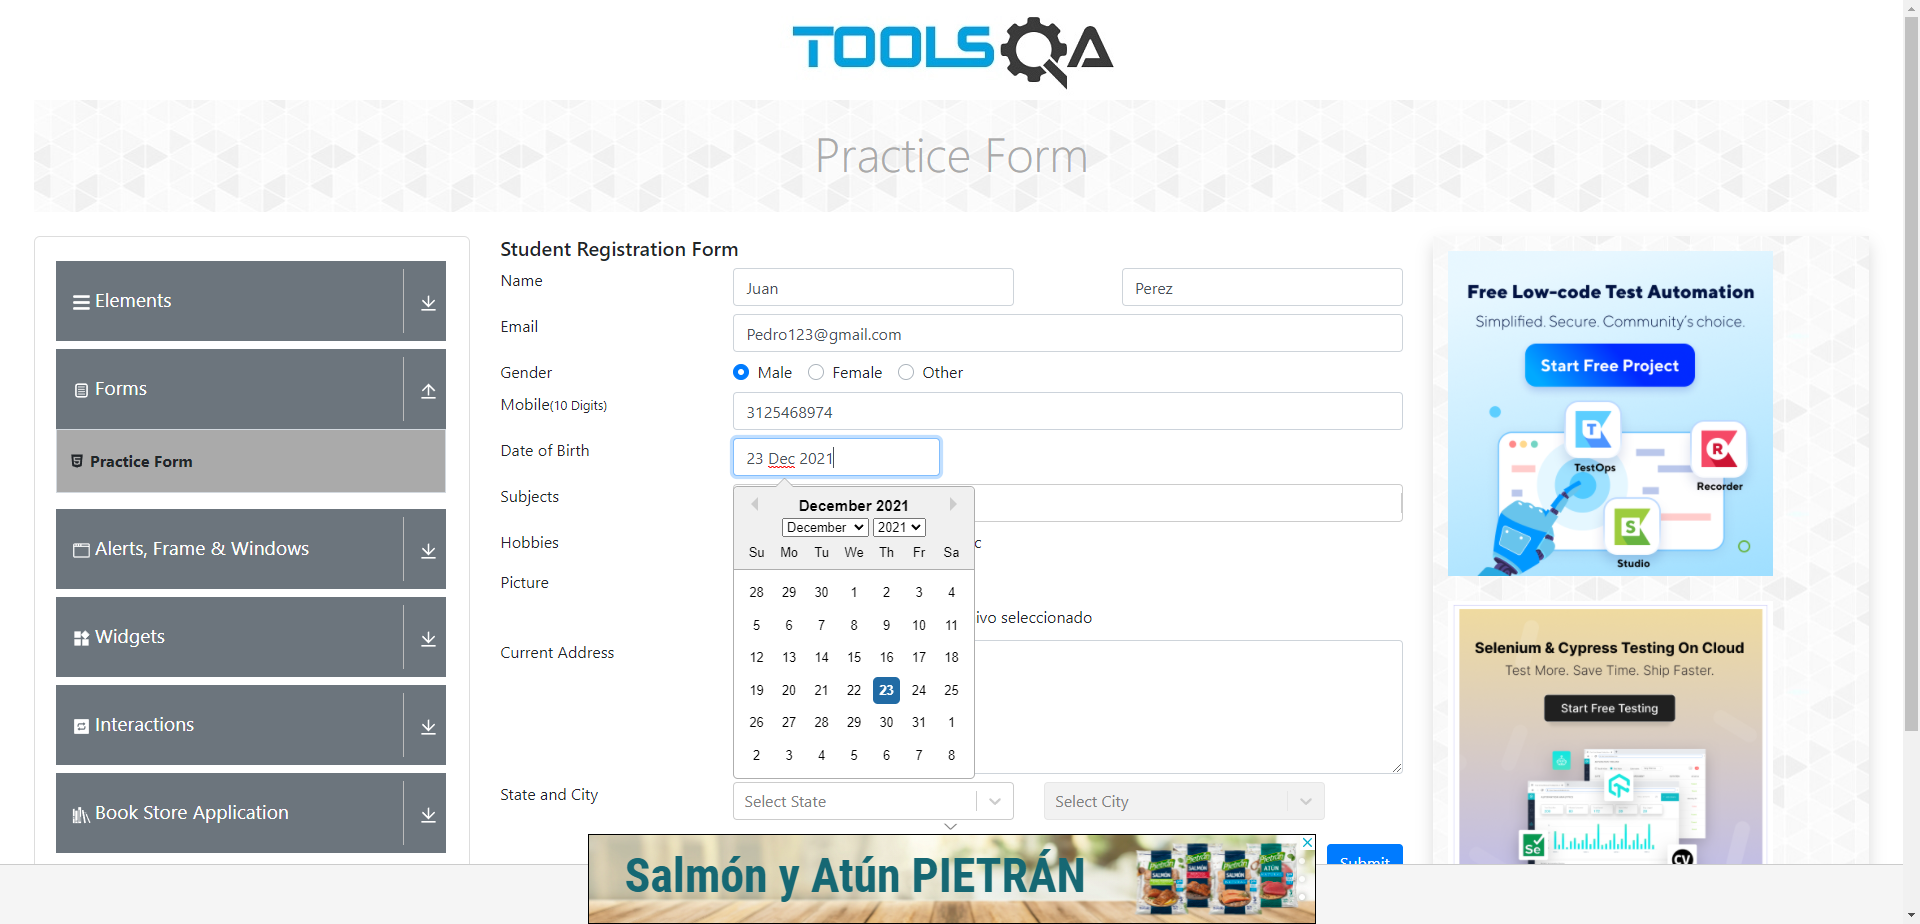 TOOLSQA
Practice Form
Elements
Forms
Practice Form
Alerts, Frame & Windows
Widgets
Interactions
Book Store Application
Student Registration Form
Name
Juan
Perez
Email
Pedro123@gmail.com
Gender
Male
Female
Other
Mobile(10 Digits)
3125468974
Date of Birth
23 Dec 2021
Subjects
December 2021
December 2021
Su Mo Tu We Th Fr Sa
28 29 30 1 2 3 4
5 6 7 8 9 10 11
12 13 14 15 16 17 18
19 20 21 22 23 24 25
26 27 28 29 30 31 1
2 3 4 5 6 7 8
Hobbies
c
Picture
ivo seleccionado
Current Address
State and City
Select State
Select City
Submit
Free Low-code Test Automation
Simplified. Secure. Community's choice.
Start Free Project
TestOps
Recorder
Studio
Selenium & Cypress Testing On Cloud
Test More. Save Time. Ship Faster.
Start Free Testing
Se
CY
Salmón y Atún PIETRÁN